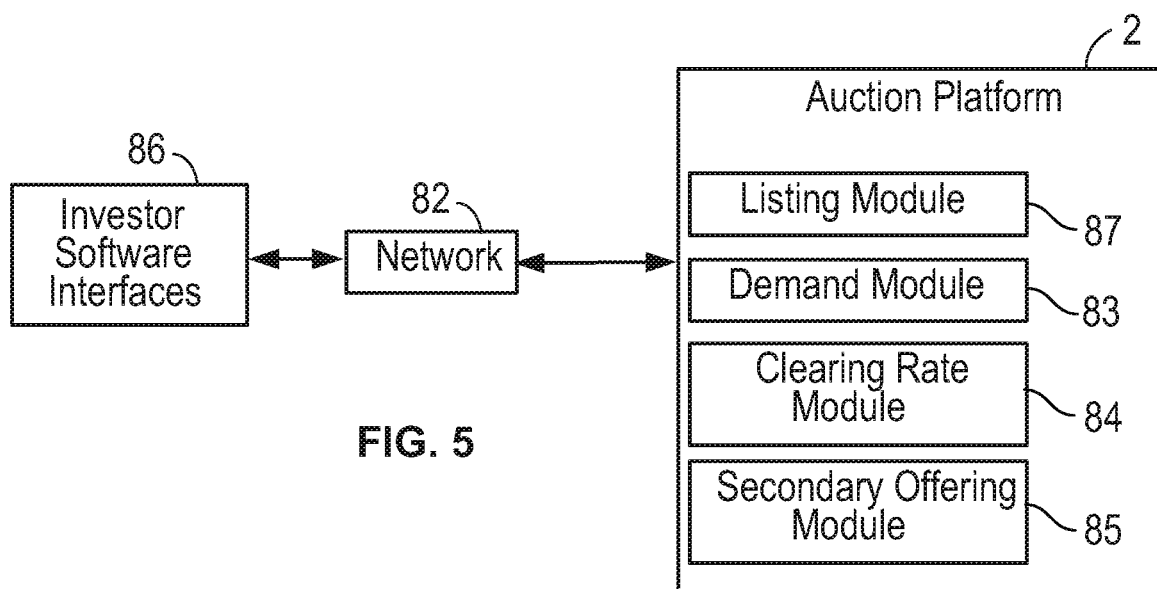 2
Auction Platform
86
Investor
Software
Interfaces
82
Network
Listing Module
87
Demand Module
83
Clearing Rate
Module
84
Secondary Offering
Module
85
FIG. 5